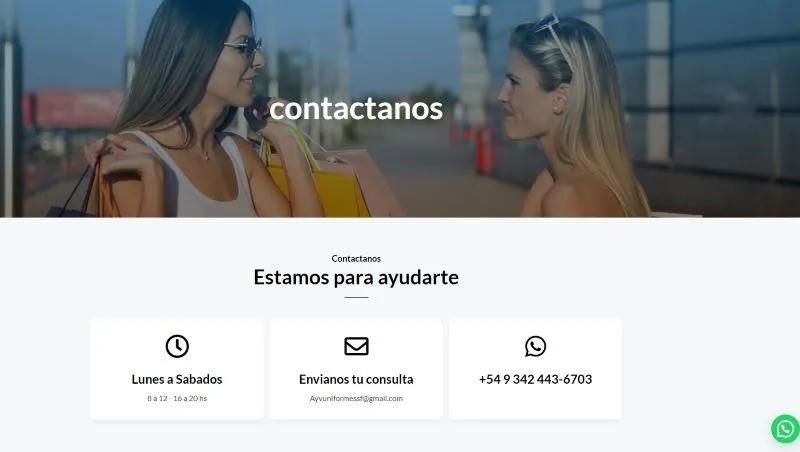 contactanos
Contactanos
Estamos para ayudarte
Lunes a Sabados
8 a 12 - 16 a 20 hs
Envianos tu consulta
Ayvuniformessf@gmail.com
+54 9 342 443-6703